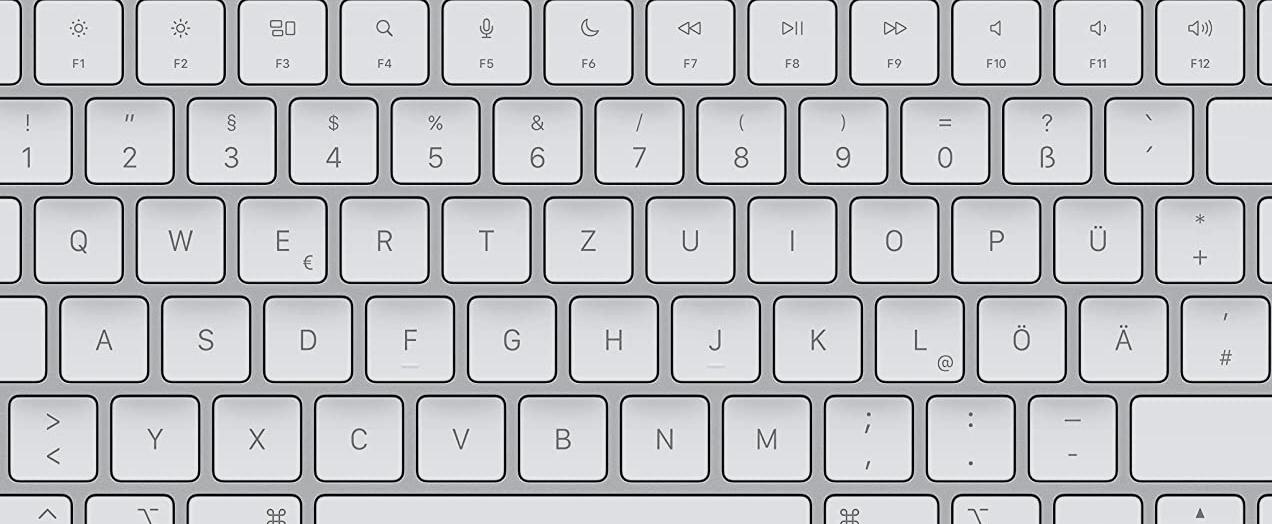 F1 F2 F3 F4 F5 F6 F7 F8 F9 F10 F11 F12
! " § $ % & / ( ) = ? `
1 2 3 4 5 6 7 8 9 0 ß ´
Q W E R T Z U I O P Ü *
€ +
A S D F G H J K L Ö Ä '
@ #
> Y X C V B N M ; : _
< , . -
^ ⌥ ⌘ ⌘ ⌥ ▲